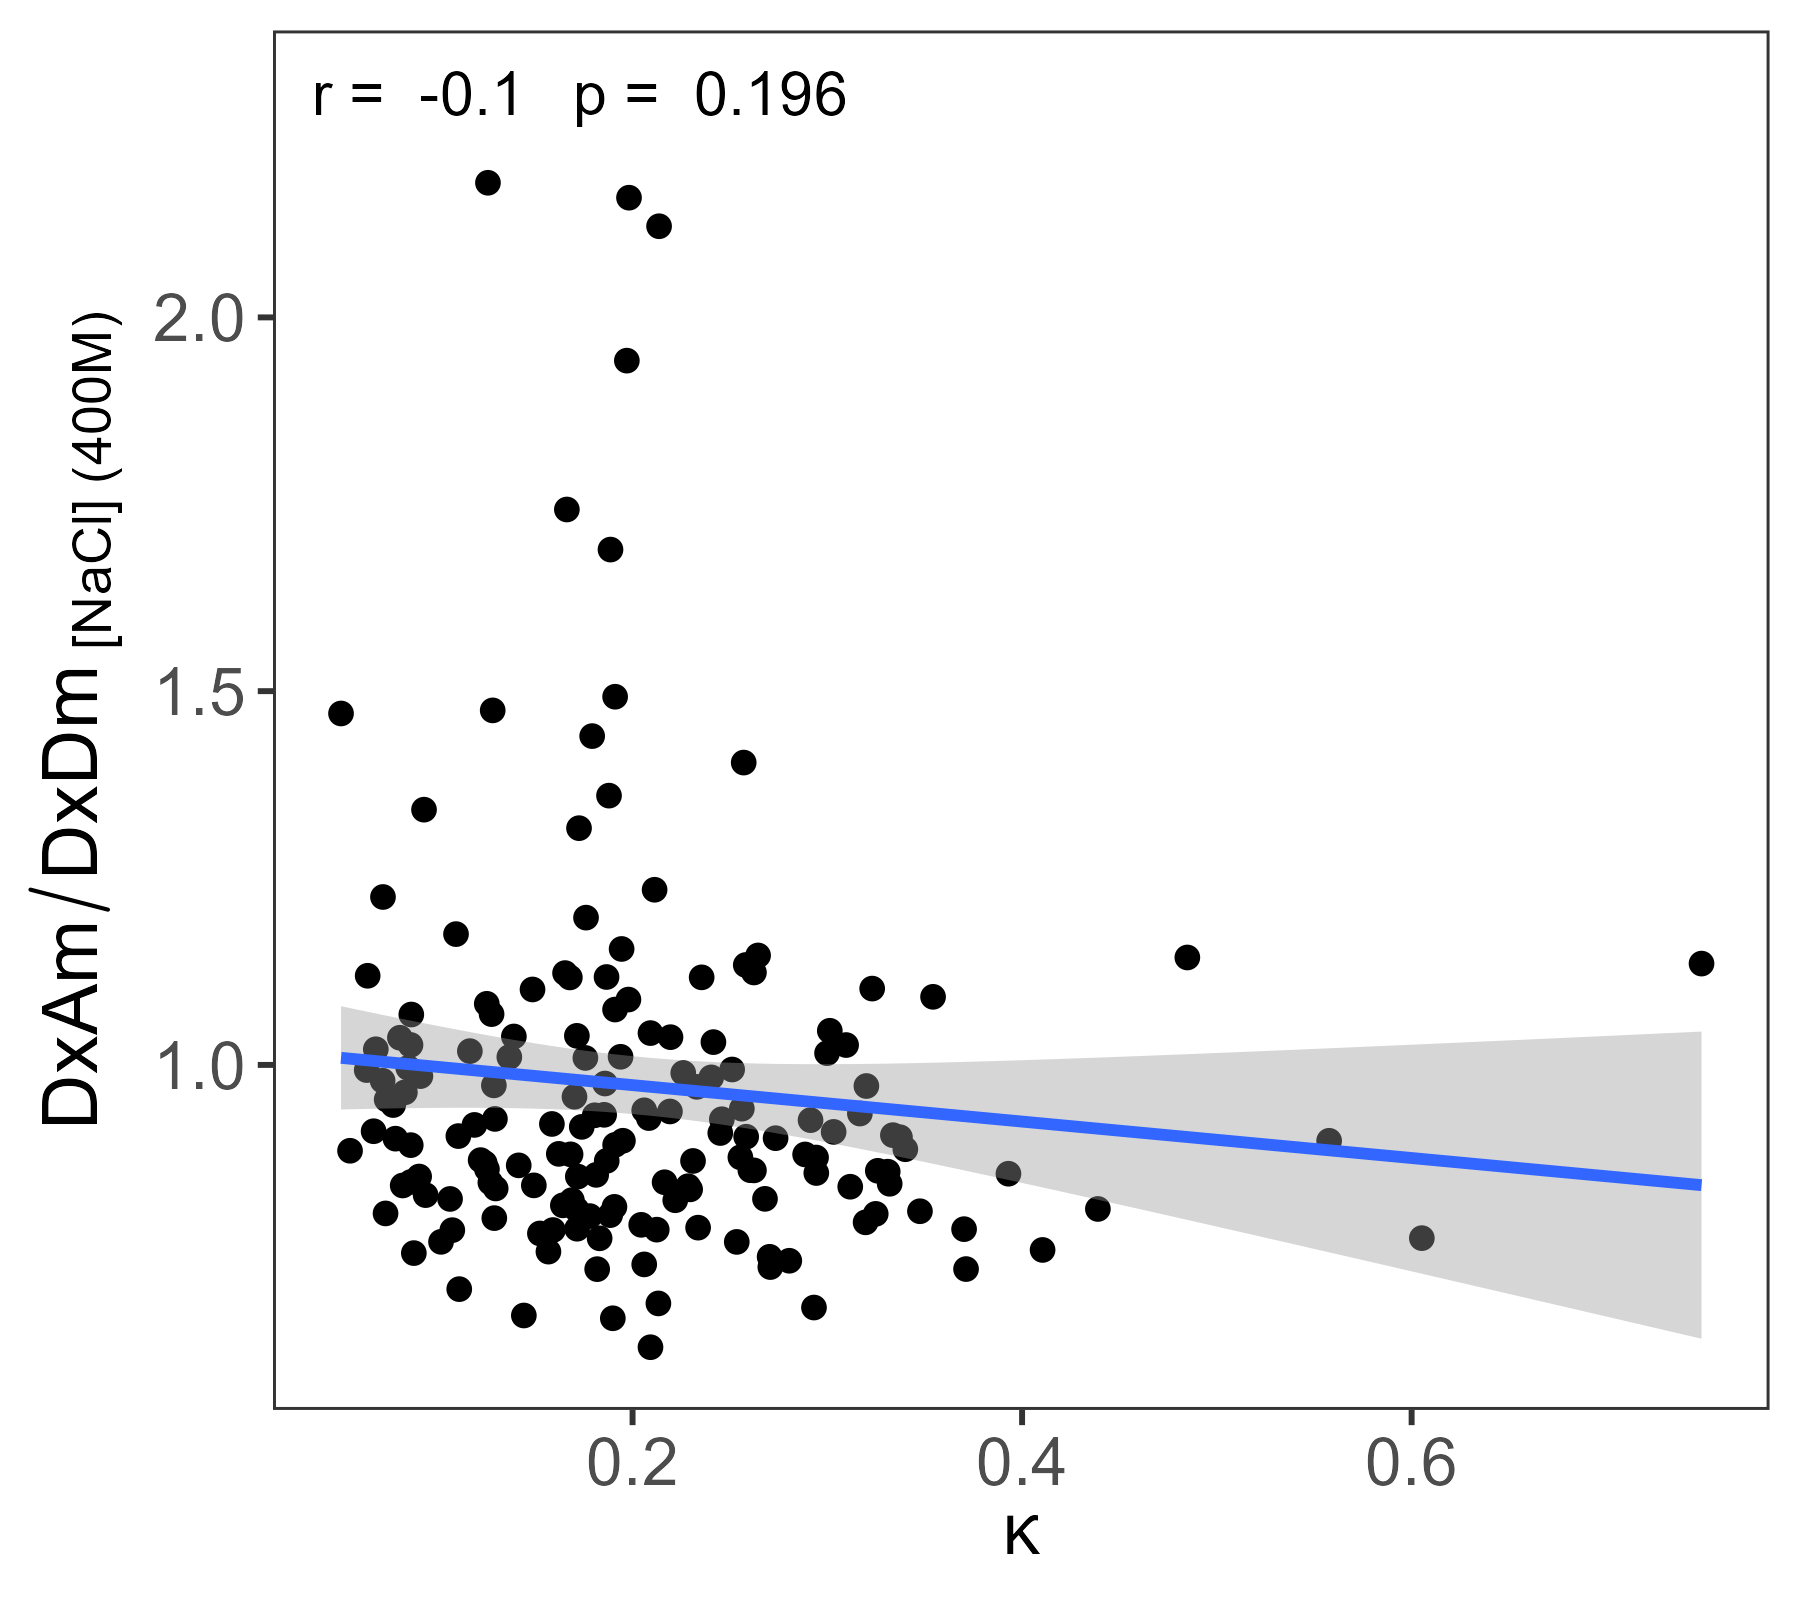 r = -0.1 p = 0.196
DxAm/DxDm [NaCl] (400M)
2.0
1.5
1.0
0.2 0.4 0.6
κ